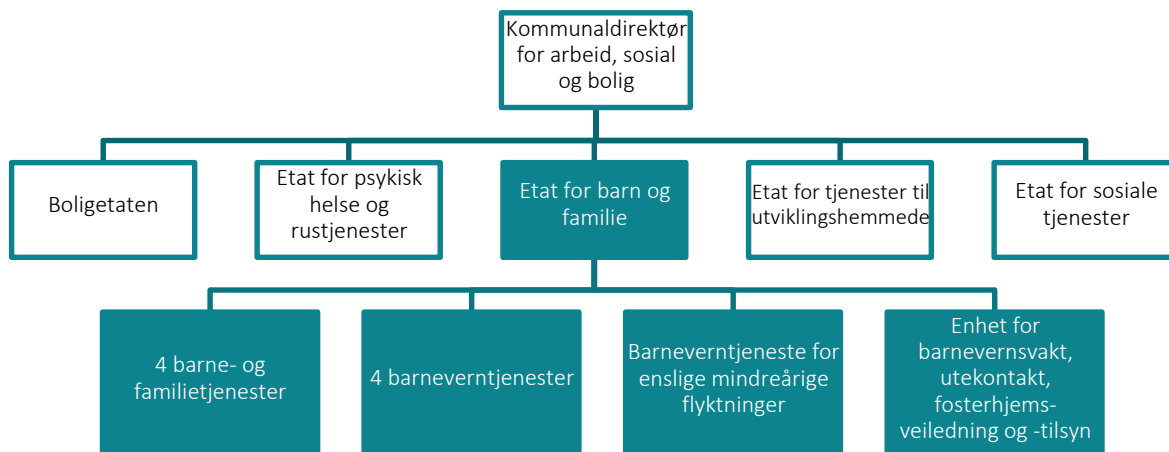 Kommunaldirektør
for arbeid, sosial
og bolig
Boligetaten
Etat for psykisk
helse og
rustjenester
Etat for barn og
familie
Etat for tjenester til
utviklingshemmede
Etat for sosiale
tjenester
4 barne- og
familietjenester
4 barneverntjenester
Barneverntjeneste for
enslige mindreårige
flyktninger
Enhet for
barnevernsvakt,
utekontakt,
fosterhjems-
veiledning og -tilsyn